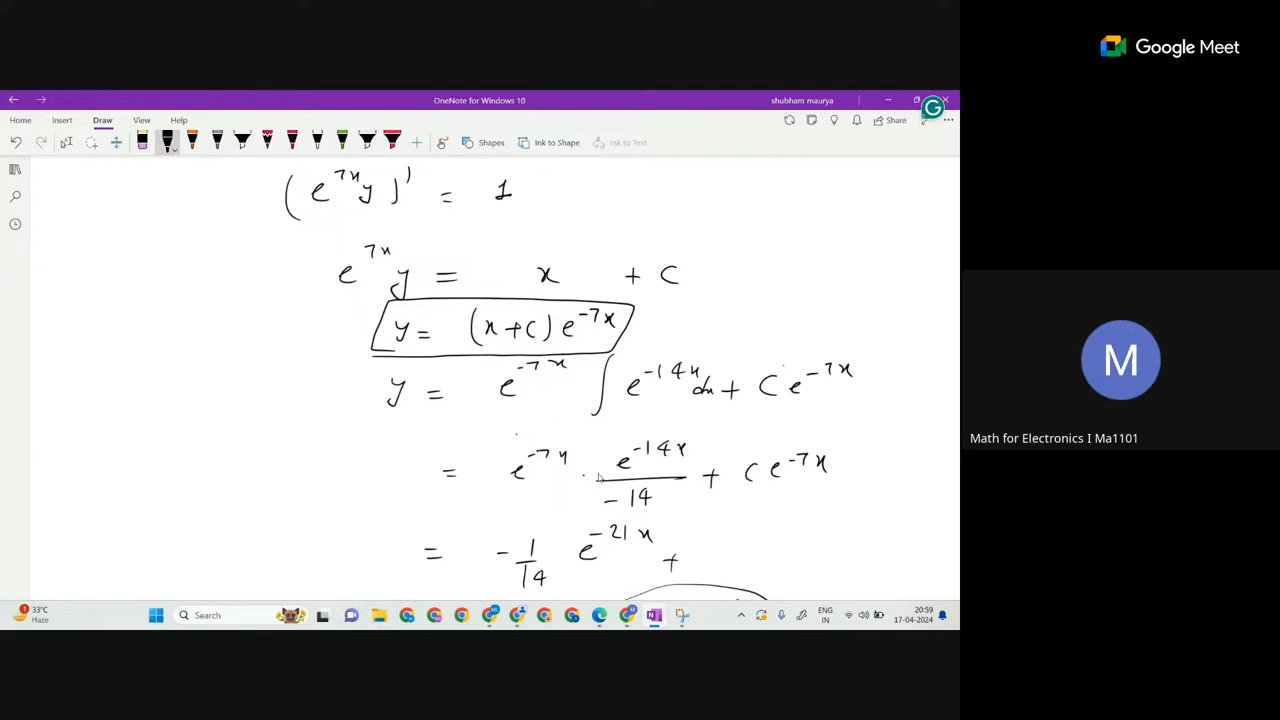 Google Meet
OneNote for Windows 10
shubham maurya
Home Insert Draw View Help
Share
Shapes Ink to Shape Ink to Text
(e^{7x}y)' = 1
e^{7x}y = x + C
y = (x+C)e^{-7x}
y = e^{-7x} ∫ e^{-14x}dx + C e^{-7x}
= e^{-7x} · e^{-14x}/-14 + C e^{-7x}
= -1/14 e^{-21x} +
M
Math for Electronics I Ma1101
1
33°C
Haze
Search
ENG
IN
20:59
17-04-2024